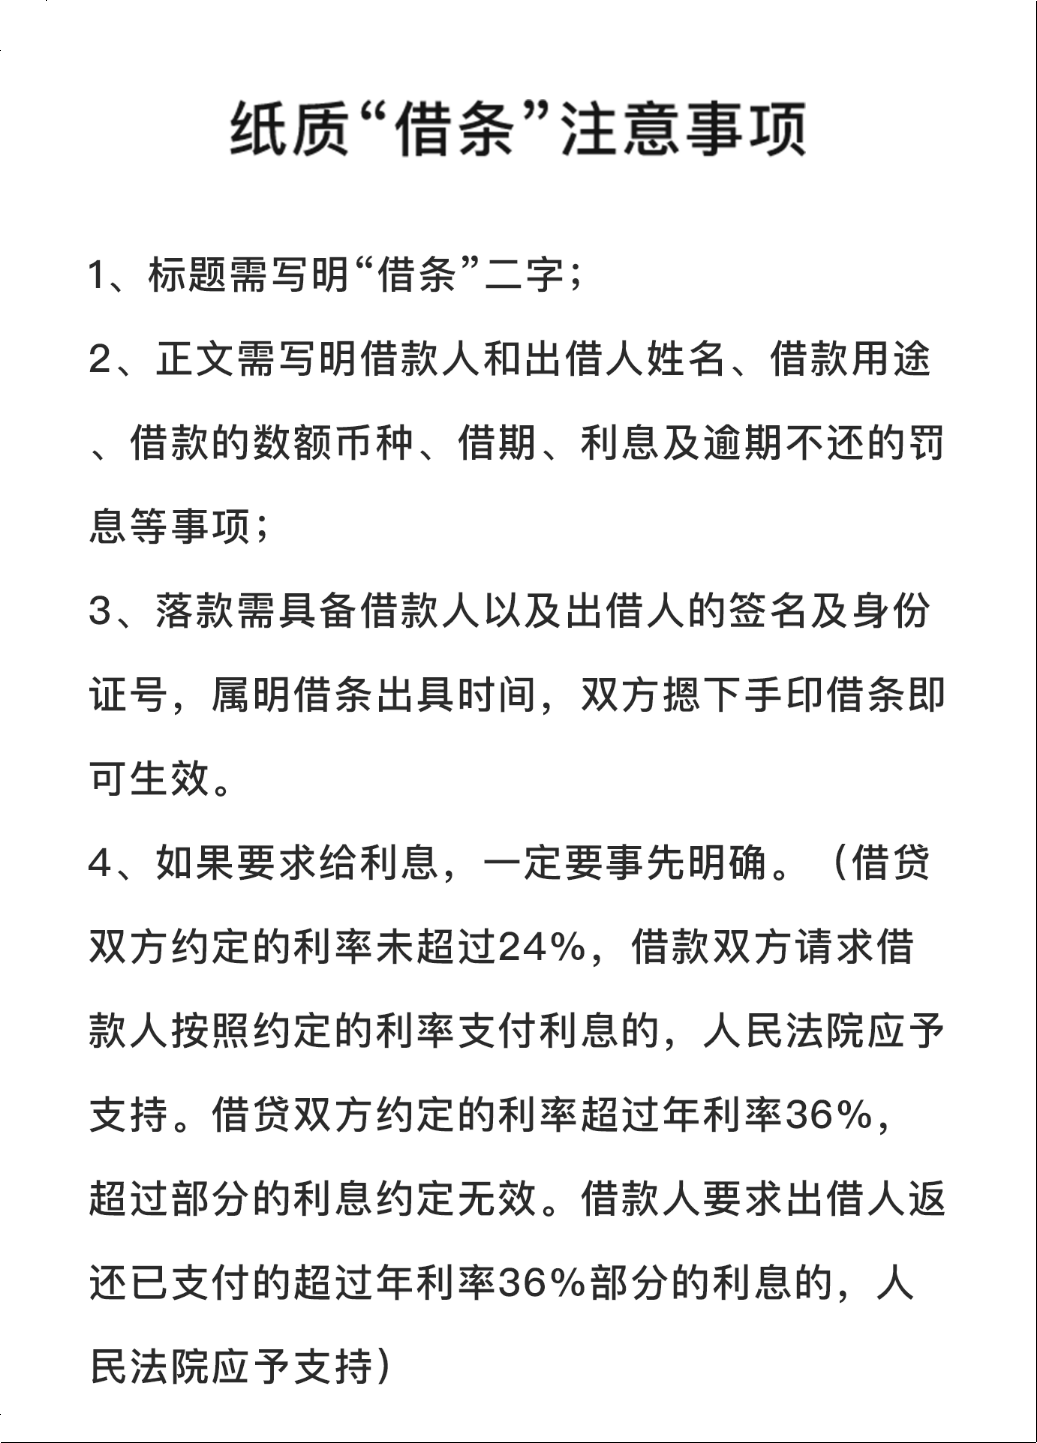 纸质“借条”注意事项
1、标题需写明“借条”二字；
2、正文需写明借款人和出借人姓名、借款用途
、借款的数额币种、借期、利息及逾期不还的罚
息等事项；
3、落款需具备借款人以及出借人的签名及身份
证号，属明借条出具时间，双方摁下手印借条即
可生效。
4、如果要求给利息，一定要事先明确。（借贷
双方约定的利率未超过24%，借款双方请求借
款人按照约定的利率支付利息的，人民法院应予
支持。借贷双方约定的利率超过年利率36%，
超过部分的利息约定无效。借款人要求出借人返
还已支付的超过年利率36%部分的利息的，人
民法院应予支持）